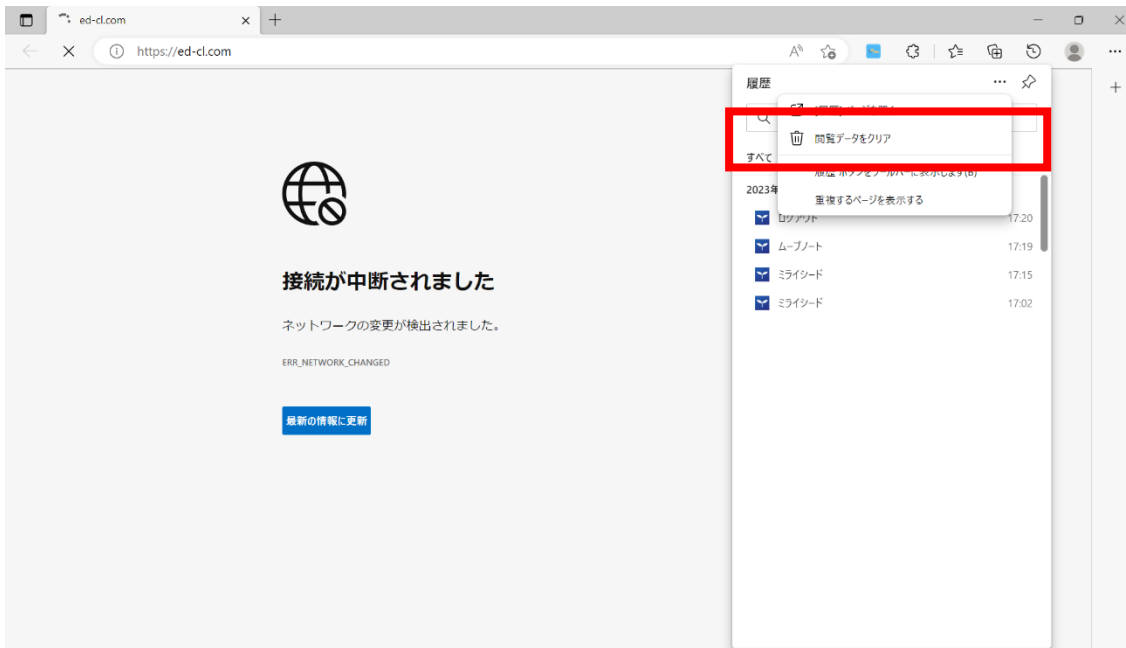 ed-cl.com
https://ed-cl.com
履歴
閲覧データをクリア
すべて
2023年
重複するページを表示する
ログアウト 17:20
ムーブノート 17:19
ミライシード 17:15
ミライシード 17:02
接続が中断されました
ネットワークの変更が検出されました。
ERR_NETWORK_CHANGED
最新の情報に更新